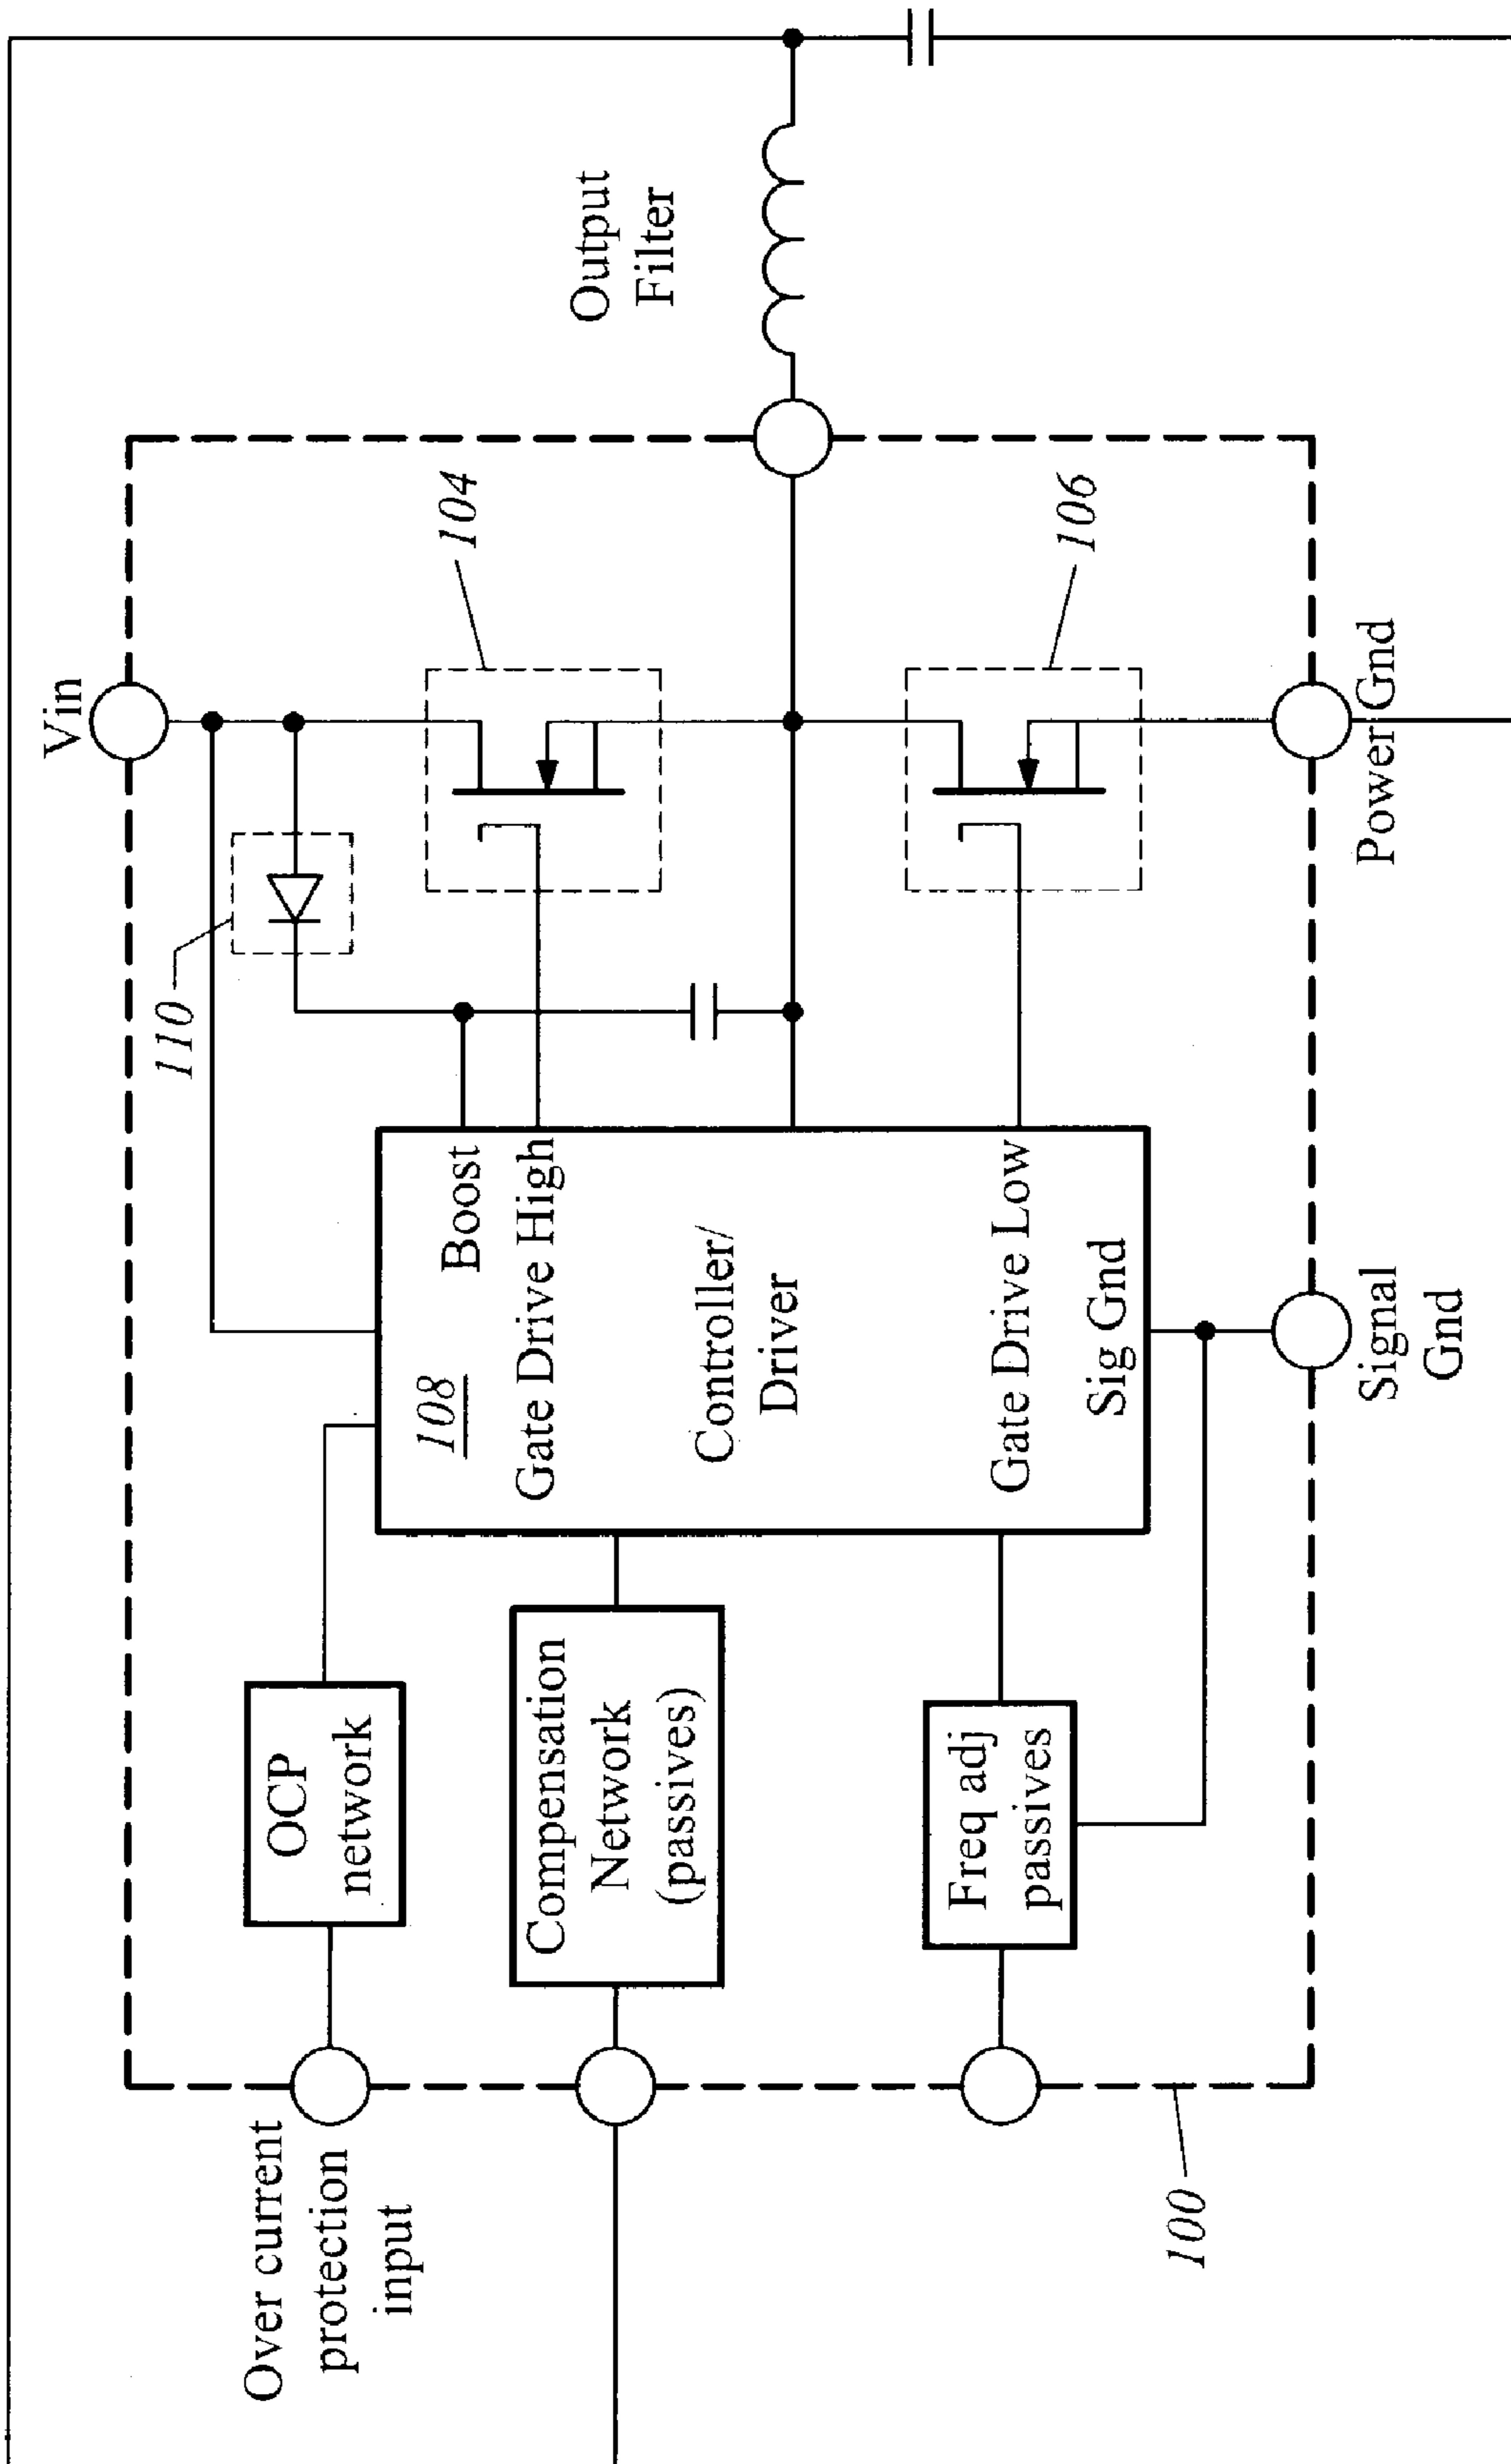 Vin
Output
Filter
104
110
106
Boost
Gate Drive High
108
Controller/
Driver
Gate Drive Low
Sig Gnd
Power Gnd
Signal
Gnd
OCP
network
Compensation
Network
(passives)
Freq adj
passives
Over current
protection
input
100